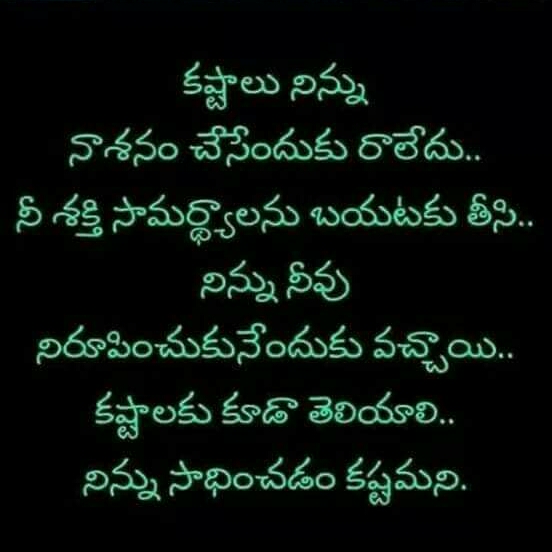 కష్టాలు నిన్ను
నాశనం చేసేందుకు రాలేదు..
నీ శక్తి సామర్థ్యాలను బయటకు తీసి..
నిన్ను నీవు
నిరూపించుకునేందుకు వచ్చాయి..
కష్టాలకు కూడా తెలియాలి..
నిన్ను సాధించడం కష్టమని.